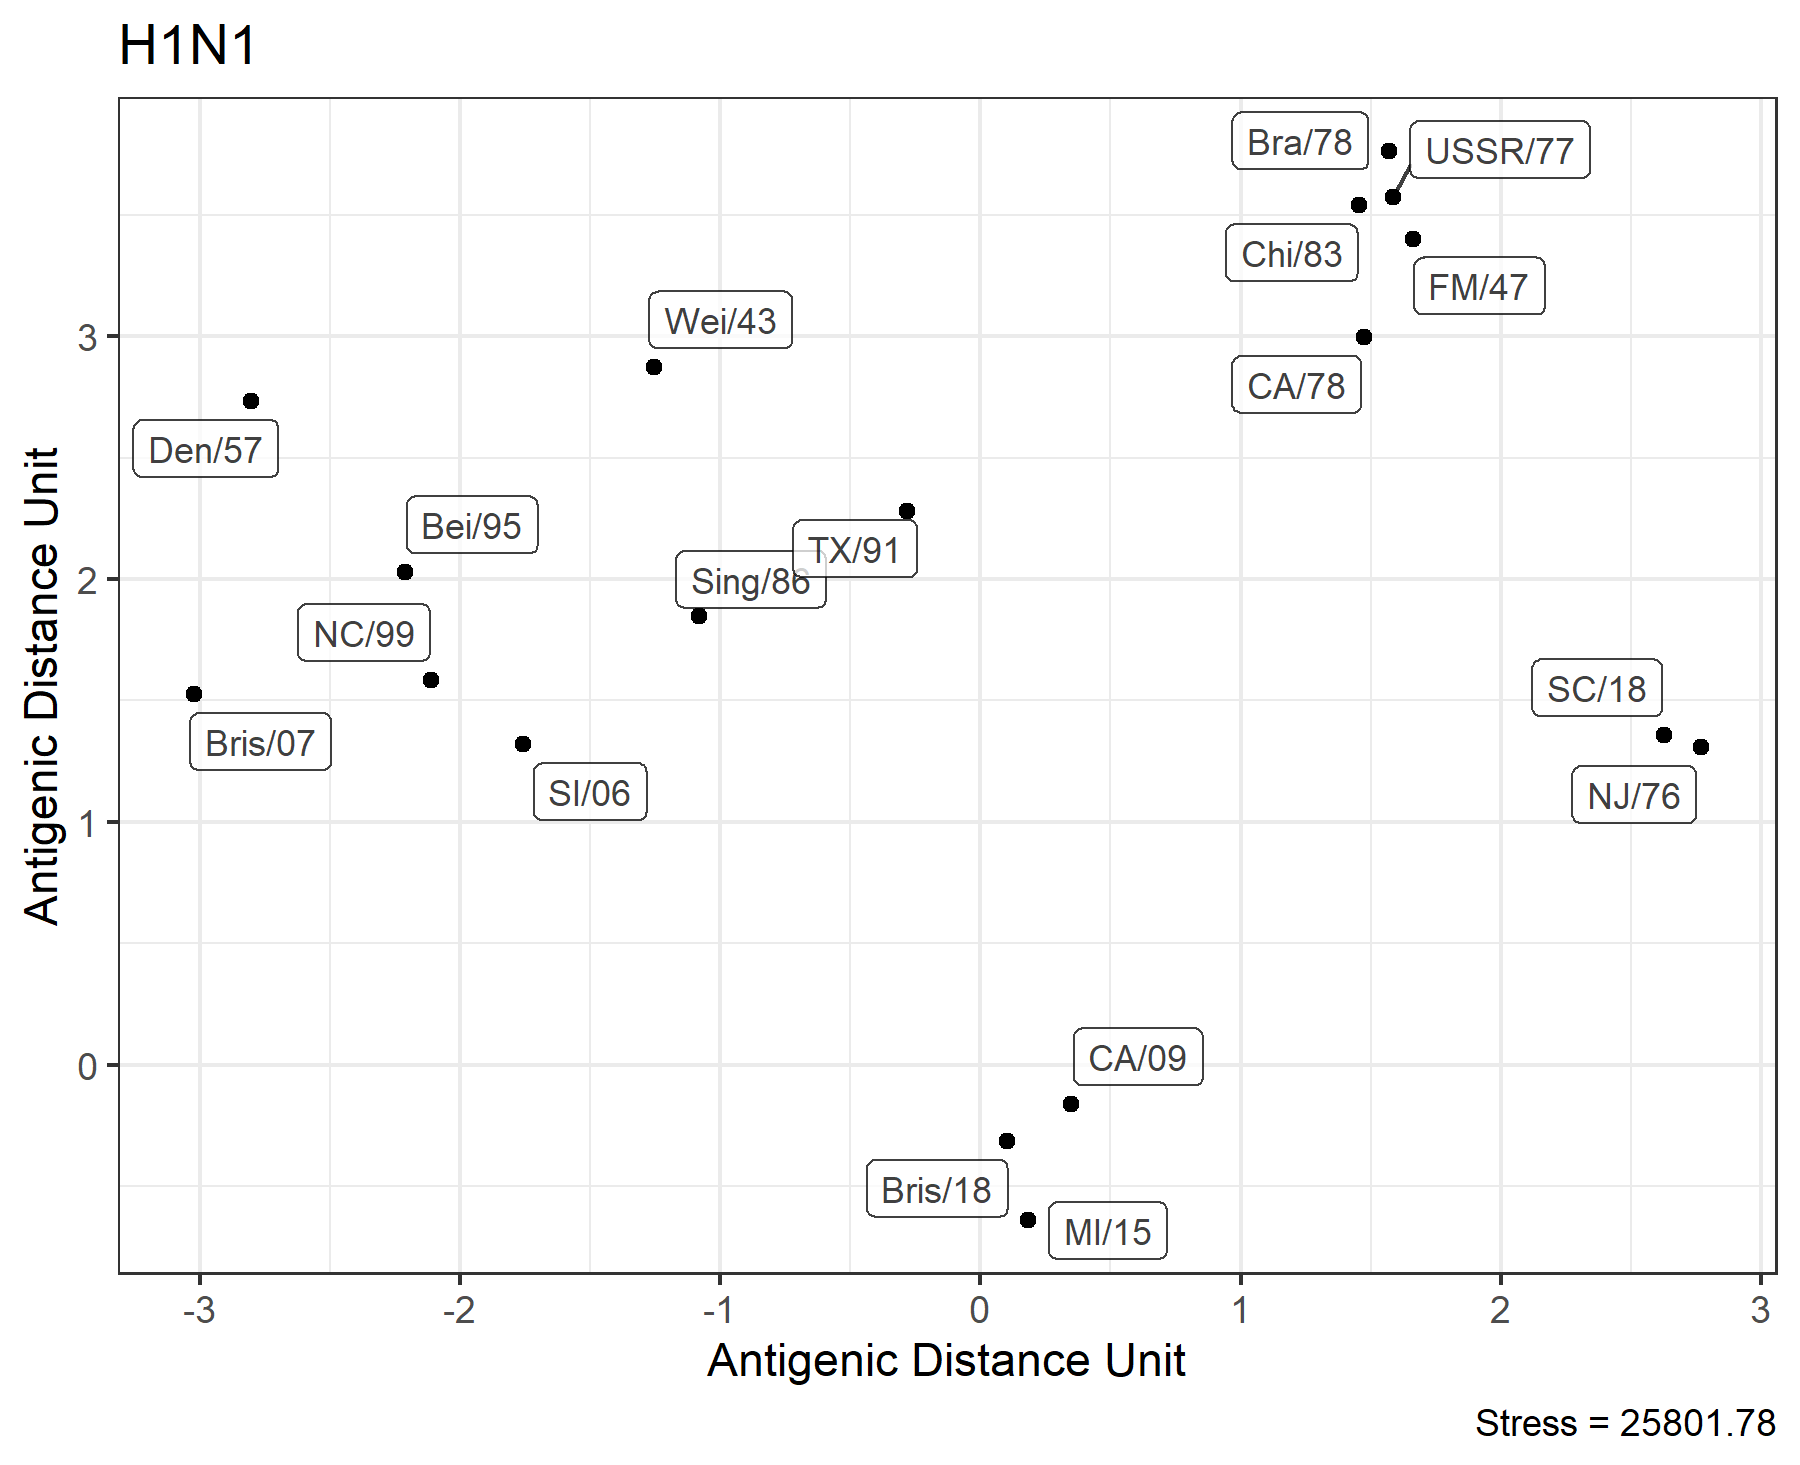 H1N1
Bra/78
USSR/77
Chi/83
FM/47
Wei/43
CA/78
Den/57
Bei/95
TX/91
Sing/86
NC/99
SC/18
Bris/07
SI/06
NJ/76
CA/09
Bris/18
MI/15
3
2
1
0
Antigenic Distance Unit
-3 -2 -1 0 1 2 3
Antigenic Distance Unit
Stress = 25801.78